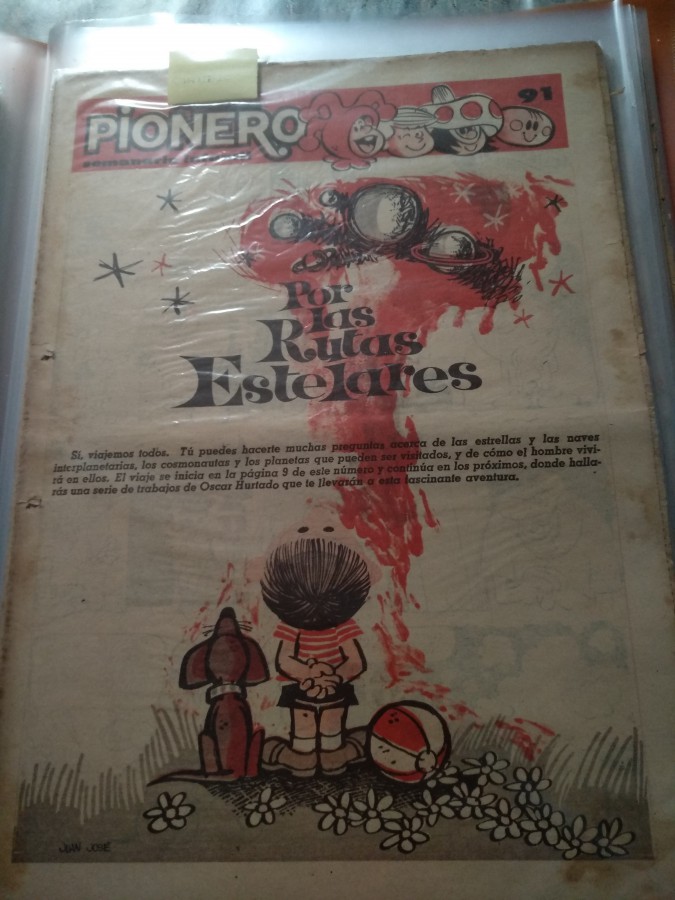 PIONERO
91
semanario
Por
las
Rutas
Estelares
Sí, viajemos todos. Tú puedes hacerte muchas preguntas acerca de las estrellas y las naves
interplanetarias, los cosmonautas y los planetas que pueden ser visitados, y de cómo el hombre vivi-
rá en ellos. El viaje se inicia en la página 9 de este número y continúa en los próximos, donde halla-
rás una serie de trabajos de Oscar Hurtado que te llevarán a esta fascinante aventura.
JUAN JOSE